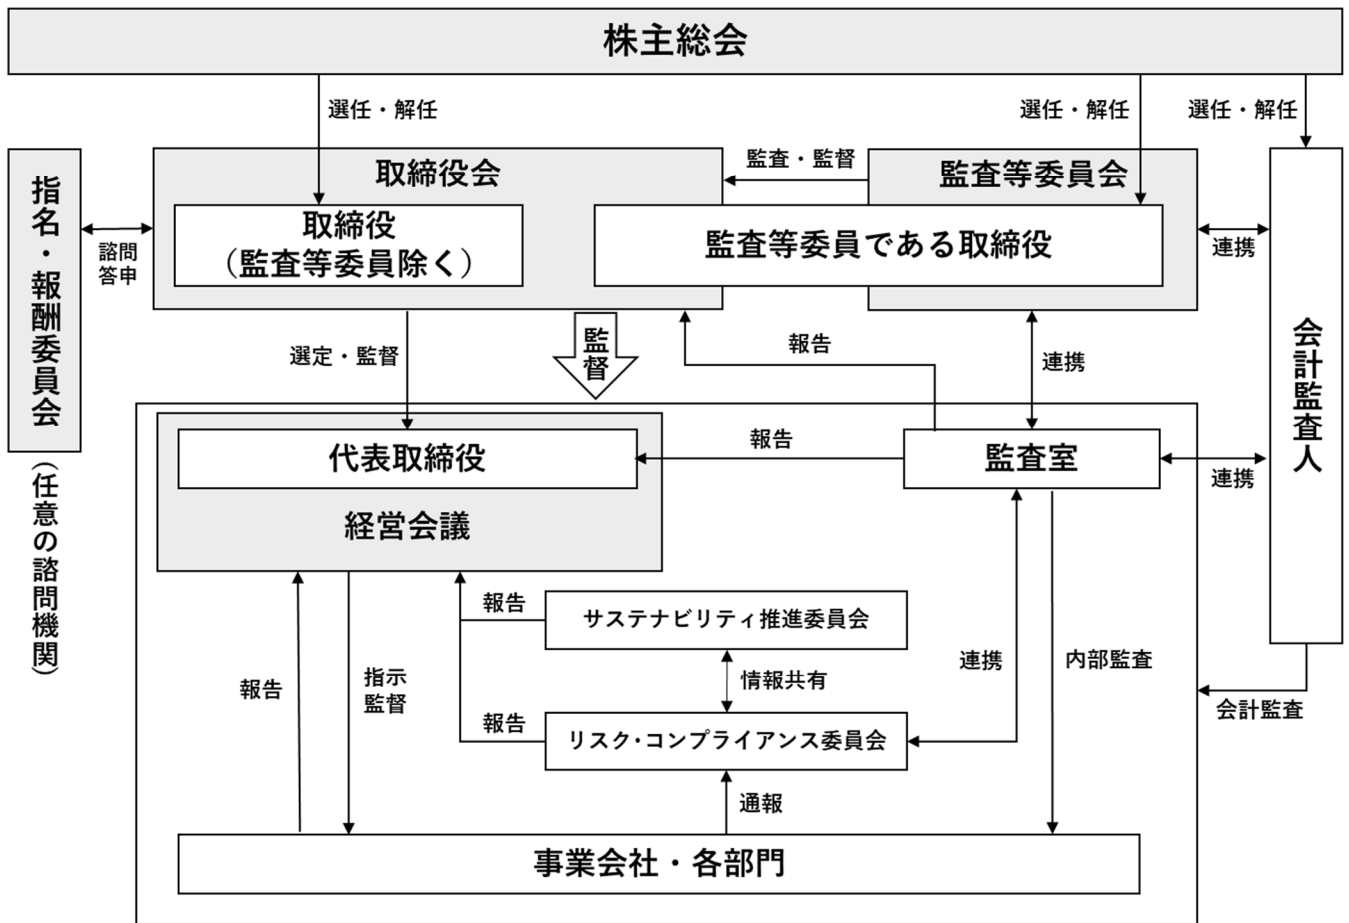 株主総会
選任・解任
選任・解任
選任・解任
指名・報酬委員会
(任意の諮問機関)
諮問
答申
取締役会
取締役
(監査等委員除く)
監査・監督
監査等委員会
監査等委員である取締役
連携
会計監査人
選定・監督
監督
報告
連携
代表取締役
経営会議
報告
監査室
連携
報告
指示
監督
報告
サステナビリティ推進委員会
情報共有
報告
リスク・コンプライアンス委員会
連携
内部監査
会計監査
通報
事業会社・各部門